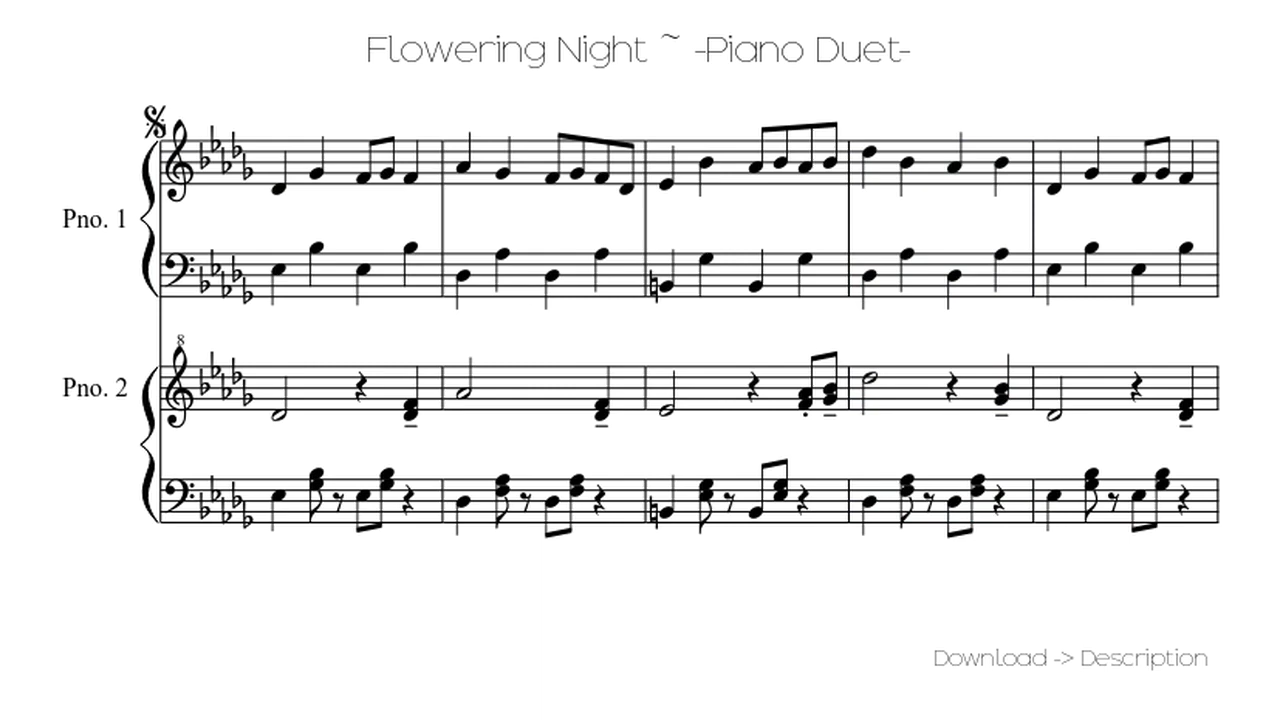 Flowering Night ~ -Piano Duet-
Pno. 1
8
Pno. 2
Download -> Description